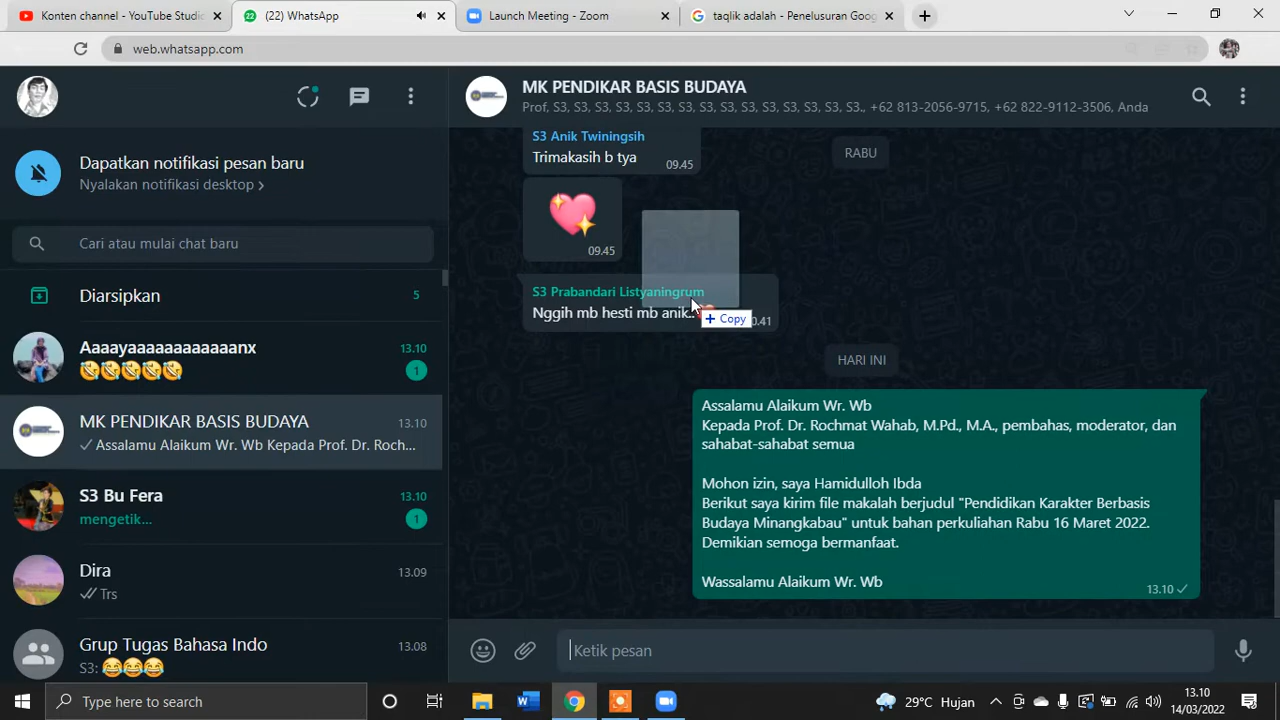 Konten channel - YouTube Studio
(22) WhatsApp
Launch Meeting - Zoom
taqlik adalah - Penelusuran Goog
web.whatsapp.com
MK PENDIKAR BASIS BUDAYA
Prof, S3, S3, S3, S3, S3, S3, S3, S3, S3, S3, S3, S3, S3, S3., +62 813-2056-9715, +62 822-9112-3506, Anda
Dapatkan notifikasi pesan baru
Nyalakan notifikasi desktop >
Cari atau mulai chat baru
Diarsipkan
5
Aaaayaaaaaaaaaaanx
13.10
🤣🤣🤣🤣🤣
1
MK PENDIKAR BASIS BUDAYA
13.10
Assalamu Alaikum Wr. Wb Kepada Prof. Dr. Roch...
S3 Bu Fera
13.10
mengetik...
1
Dira
13.09
Trs
Grup Tugas Bahasa Indo
13.08
S3: 😂😂😂
S3 Anik Twiningsih
Trimakasih b tya
09.45
RABU
09.45
S3 Prabandari Listyaningrum
Nggih mb hesti mb anik..
0.41
Copy
HARI INI
Assalamu Alaikum Wr. Wb
Kepada Prof. Dr. Rochmat Wahab, M.Pd., M.A., pembahas, moderator, dan
sahabat-sahabat semua
Mohon izin, saya Hamidulloh Ibda
Berikut saya kirim file makalah berjudul "Pendidikan Karakter Berbasis
Budaya Minangkabau" untuk bahan perkuliahan Rabu 16 Maret 2022.
Demikian semoga bermanfaat.
Wassalamu Alaikum Wr. Wb
13.10
Ketik pesan
Type here to search
29°C Hujan
13.10
14/03/2022